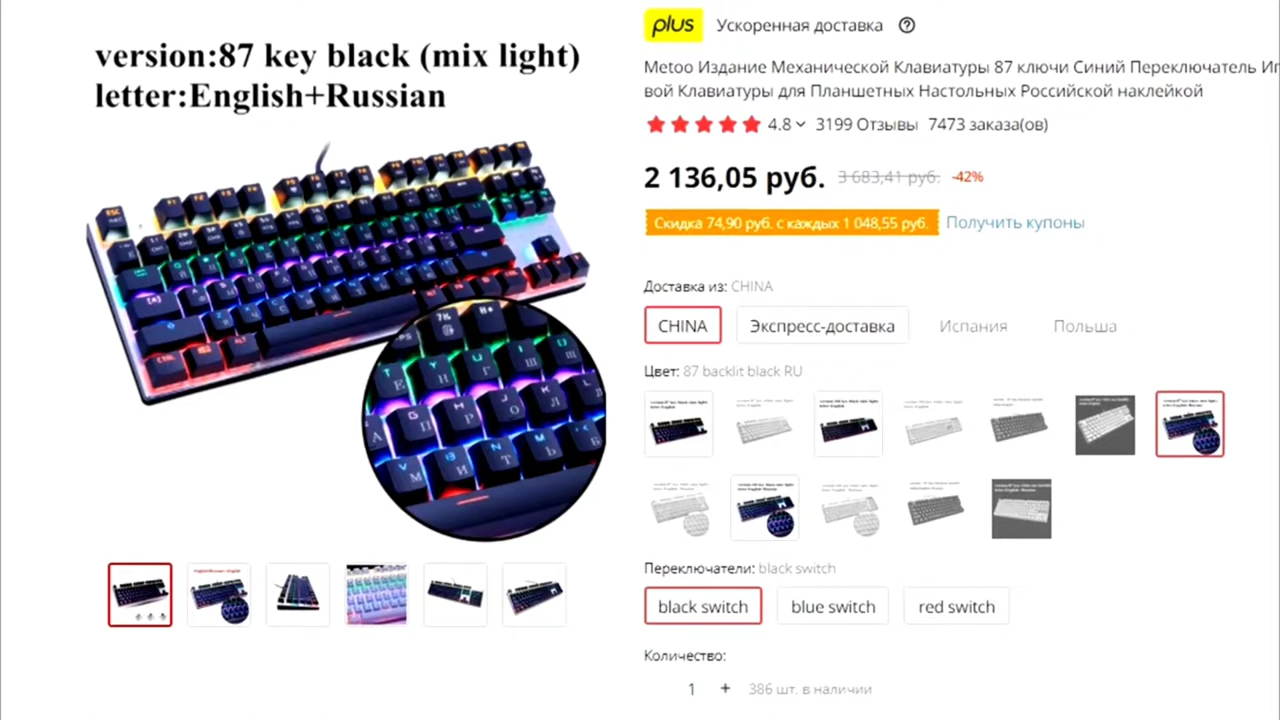 version:87 key black (mix light)
letter:English+Russian
plus Ускоренная доставка ?
Metoo Издание Механической Клавиатуры 87 ключи Синий Переключатель Иг
вой Клавиатуры для Планшетных Настольных Российской наклейкой
4.8 3199 Отзывы 7473 заказа(ов)
2 136,05 руб. 3 683,41 руб. -42%
Скидка 74,90 руб. с каждых 1 048,55 руб. Получить купоны
Доставка из: CHINA
CHINA Экспресс-доставка Испания Польша
Цвет: 87 backlit black RU
Переключатели: black switch
black switch blue switch red switch
Количество:
1 + 386 шт. в наличии